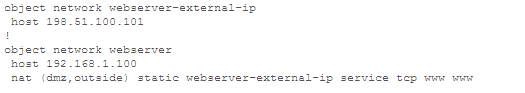 object network webserver-external-ip
 host 198.51.100.101
!
object network webserver
 host 192.168.1.100
 nat (dmz,outside) static webserver-external-ip service tcp www www